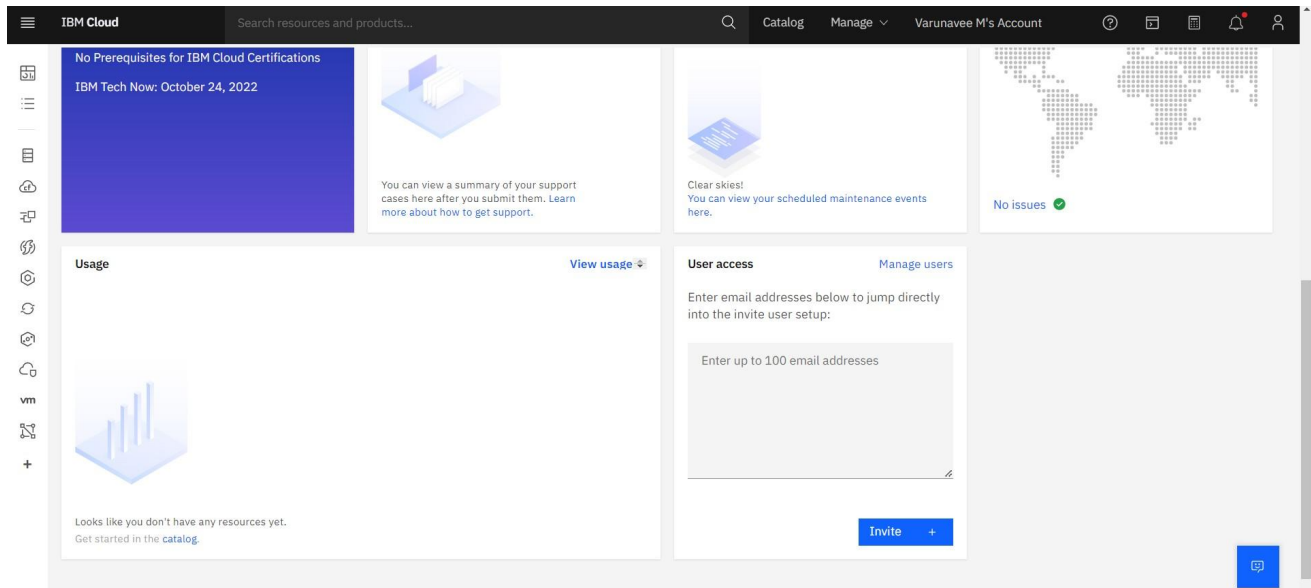 IBM Cloud
Search resources and products...
Catalog
Manage
Varunavee M's Account
No Prerequisites for IBM Cloud Certifications
IBM Tech Now: October 24, 2022
You can view a summary of your support
cases here after you submit them. Learn
more about how to get support.
Clear skies!
You can view your scheduled maintenance events
here.
No issues
cf
vm
Usage
View usage
Looks like you don't have any resources yet.
Get started in the catalog.
User access
Manage users
Enter email addresses below to jump directly
into the invite user setup:
Enter up to 100 email addresses
Invite +